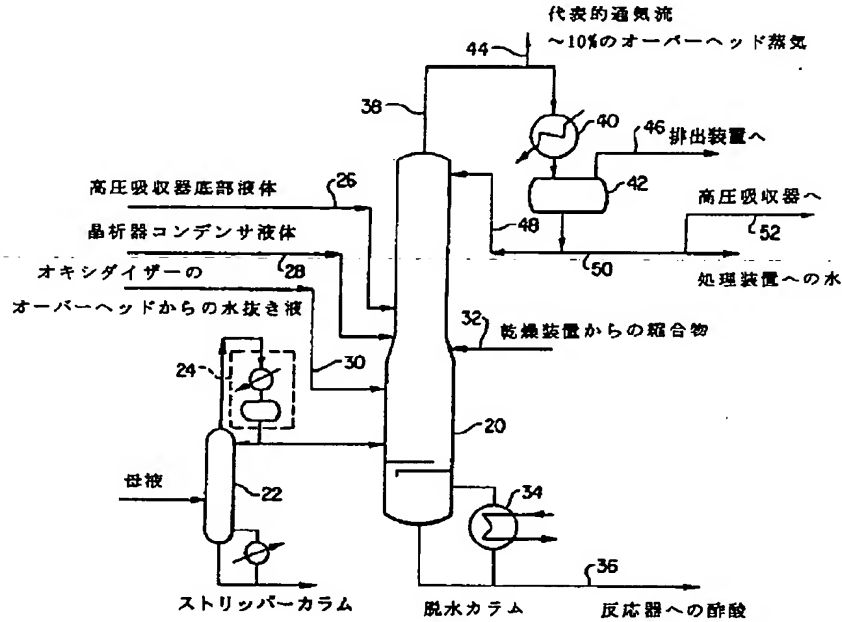 代表的通気流
~10%のオーバーヘッド蒸気
44
38
40
46
排出装置へ
42
高圧吸収器底部液体
26
高圧吸収器へ
52
晶析器コンデンサ液体
28
48
50
処理装置への水
オキシダイザーの
オーバーヘッドからの水抜き液
30
32
乾燥装置からの縮合物
24
20
母液
22
34
36
ストリッパーカラム
脱水カラム
反応器への酢酸